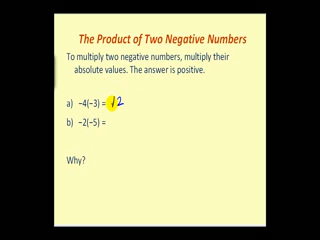 The Product of Two Negative Numbers
To multiply two negative numbers, multiply their
absolute values. The answer is positive.
a) −4(−3) = 12
b) −2(−5) =
Why?